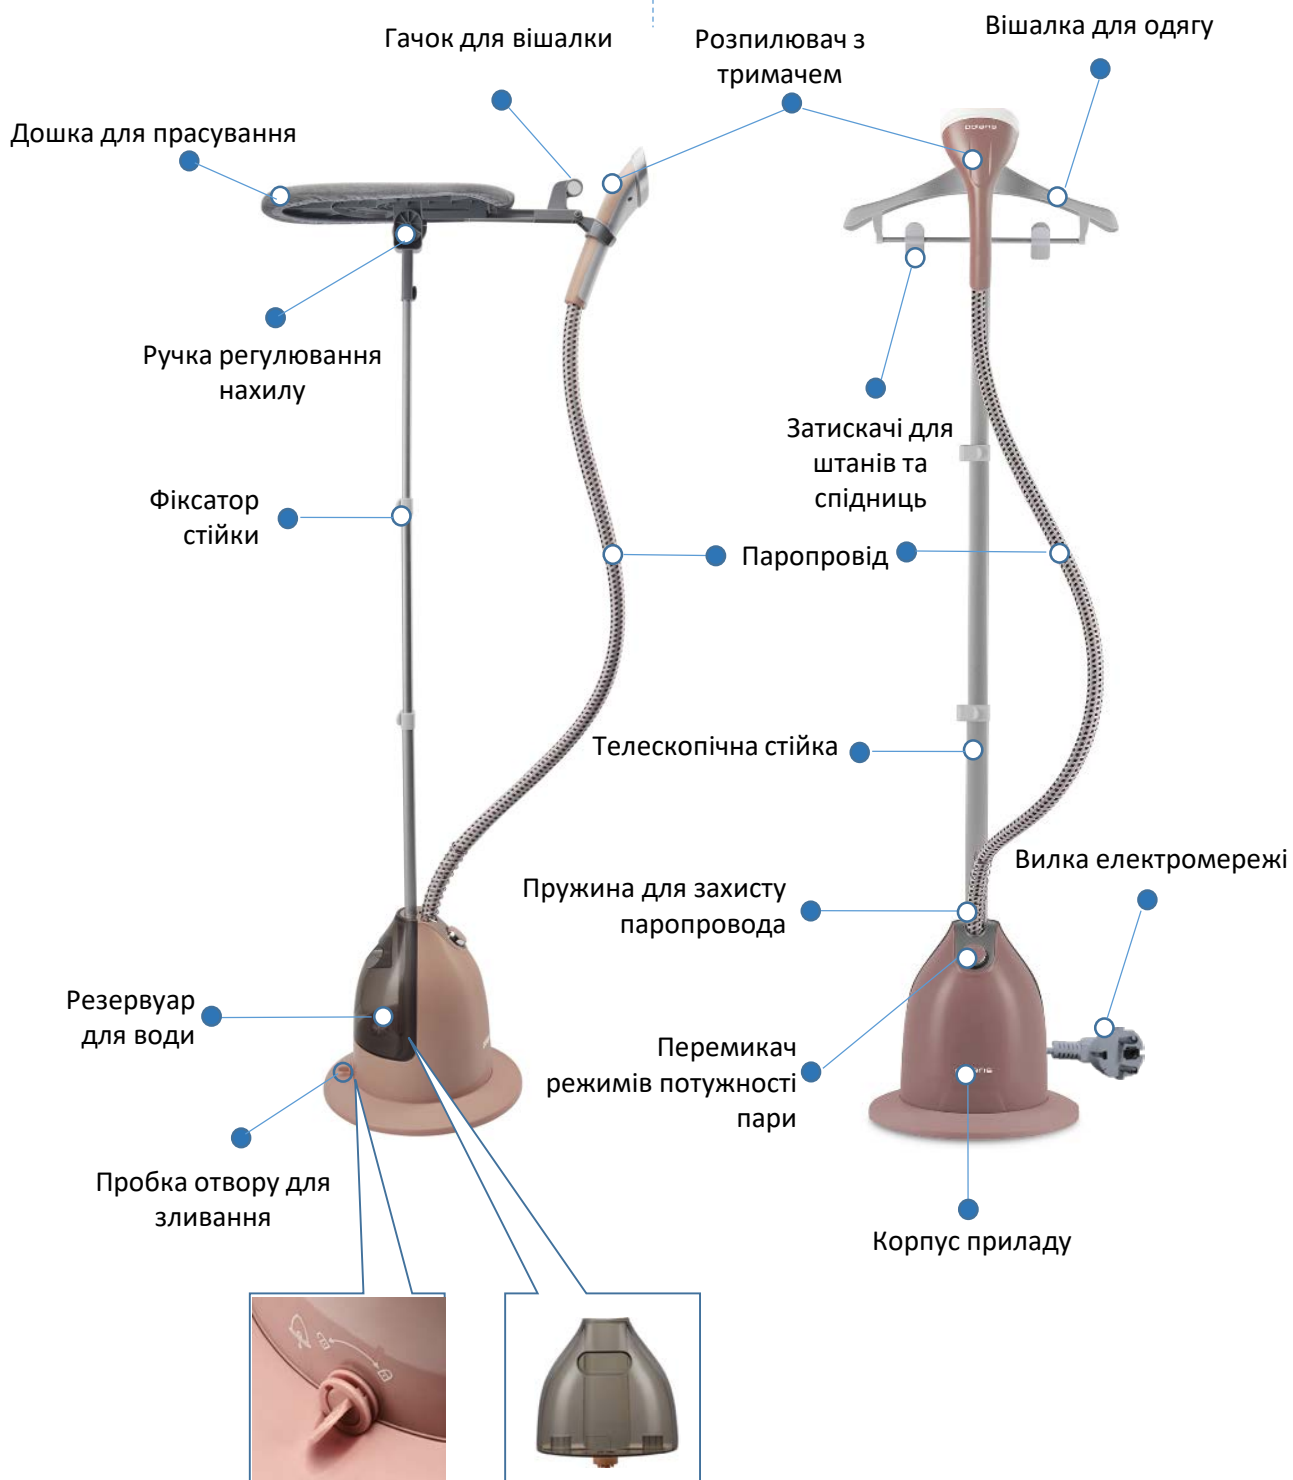 Гачок для вішалки
Розпилювач з
тримачем
Вішалка для одягу
Дошка для прасування
polaris
Ручка регулювання
нахилу
Затискачі для
штанів та
спідниць
Фіксатор
стійки
Паропровід
Телескопічна стійка
Вилка електромережі
Пружина для захисту
паропровода
Резервуар
для води
Перемикач
режимів потужності
пари
Пробка отвору для
зливання
Корпус приладу